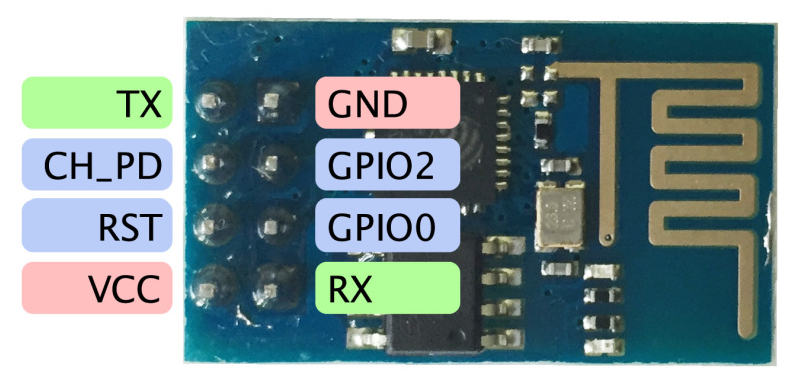 TX GND
CH_PD GPIO2
RST GPIO0
VCC RX